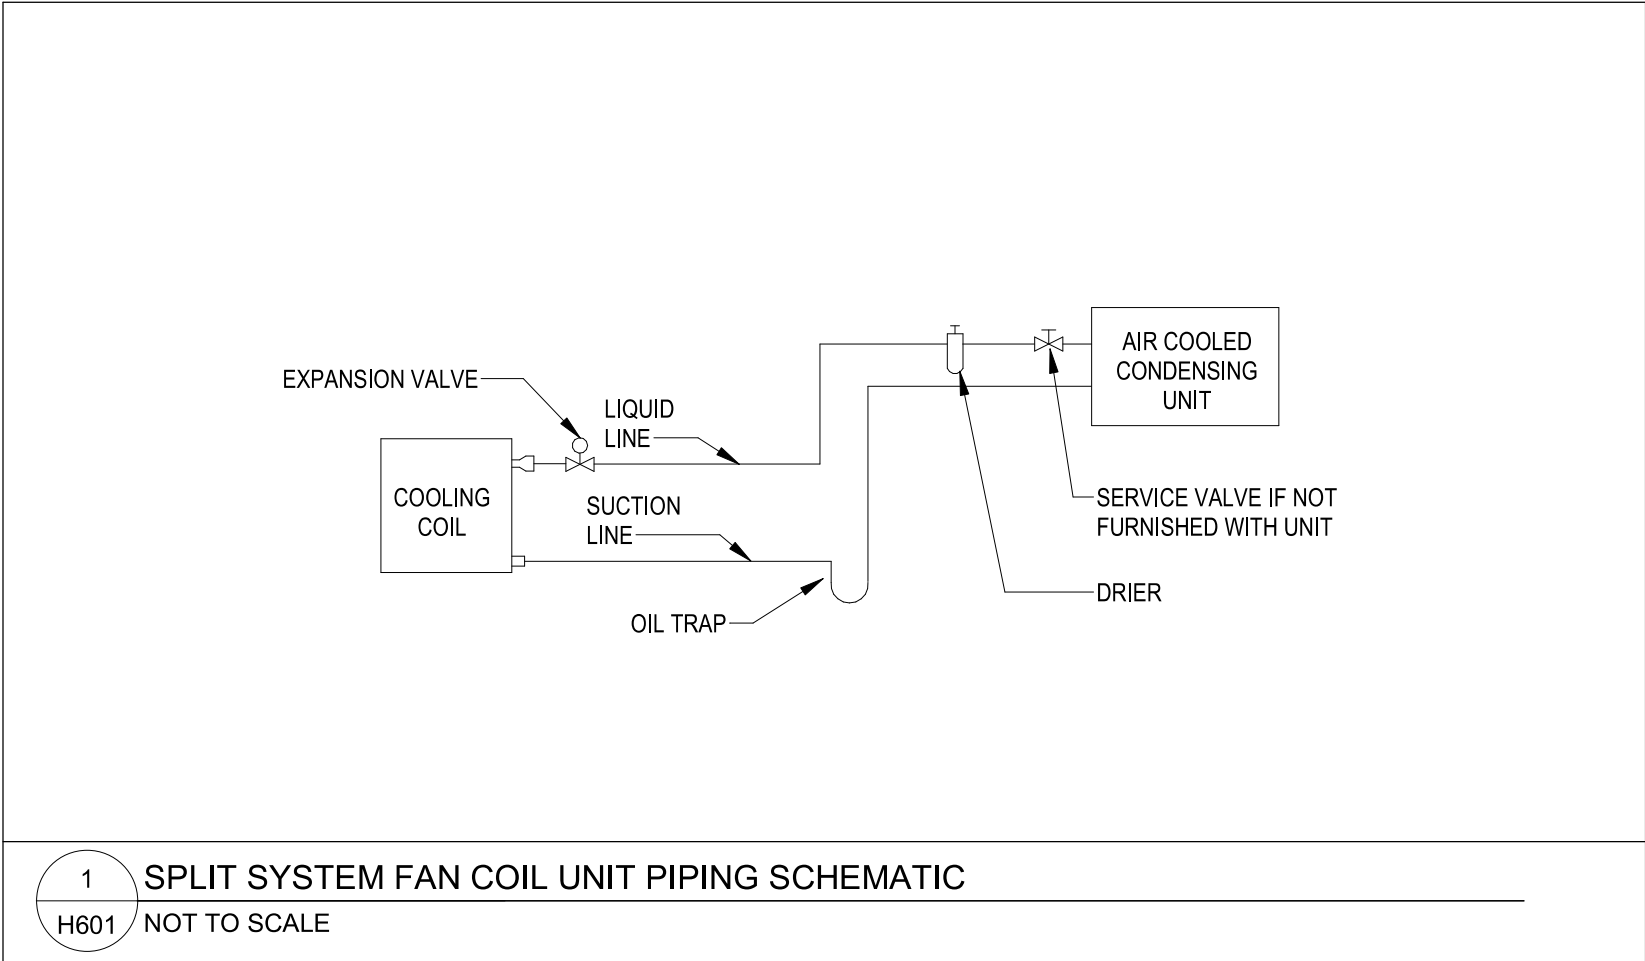 EXPANSION VALVE
LIQUID
LINE
COOLING
COIL
SUCTION
LINE
OIL TRAP
AIR COOLED
CONDENSING
UNIT
SERVICE VALVE IF NOT
FURNISHED WITH UNIT
DRIER
1
H601
SPLIT SYSTEM FAN COIL UNIT PIPING SCHEMATIC
NOT TO SCALE